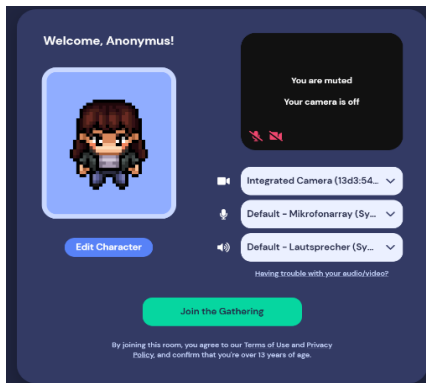 Welcome, Anonymus!
You are muted
Your camera is off
Integrated Camera (13d3:54...
Default - Mikrofonarray (Sy...
Edit Character
Default - Lautsprecher (Sy...
Having trouble with your audio/video?
Join the Gathering
By joining this room, you agree to our Terms of Use and Privacy
Policy, and confirm that you're over 13 years of age.